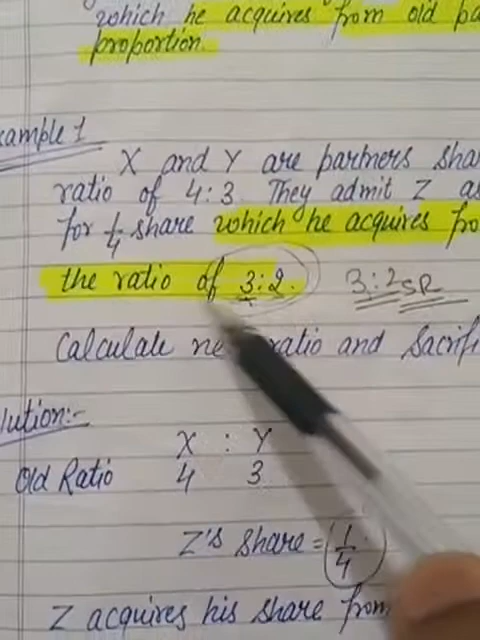 which he acquires from old pa
proportion.
xample 1
X and Y are partners sha
ratio of 4:3. They admit Z as
for 1/4 share which he acquires fro
the ratio of 3:2. 3:2 SR
Calculate ne ratio and Sacrifi
lution:-
X : Y
Old Ratio 4 3
Z's Share = 1/4
Z acquires his share from